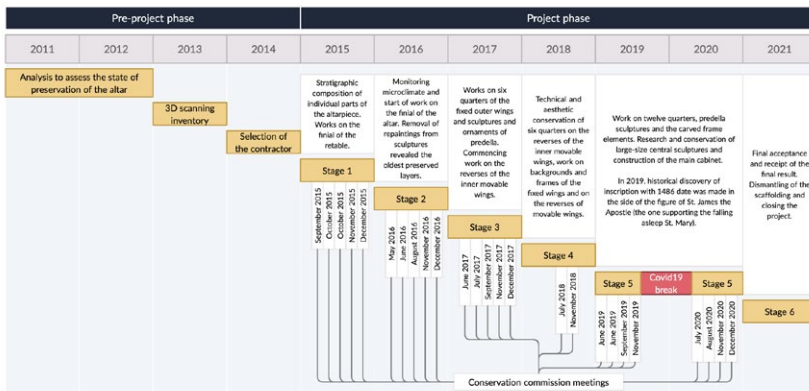 Pre-project phase
Project phase
2011
2012
2013
2014
2015
2016
2017
2018
2019
2020
2021
Analysis to assess the state of
preservation of the altar
3D scanning
inventory
Selection of
the contractor
Stratigraphic
composition of
individual parts of the
altarpiece.
Works on the
finial of the
retable.
Stage 1
September 2015
October 2015
October 2015
November 2015
December 2015
Monitoring
microclimate and
start of work on
the finial of the
altar. Removal of
repaintings from
sculptures
revealed the
oldest preserved
layers.
Stage 2
May 2016
June 2016
August 2016
November 2016
December 2016
Works on six
quarters of the
fixed outer wings
and sculptures and
ornaments of
predella.
Commencing
work on the
reverses of the
inner movable
wings.
Stage 3
June 2017
July 2017
September 2017
November 2017
December 2017
Technical and
aesthetic
conservation of
six quarters on the
reverses of the
inner movable
wings, work on
backgrounds and
frames of the
fixed wings and
on the reverses of
movable wings.
Stage 4
July 2018
November 2018
Work on twelve quarters, predella
sculptures and the carved frame
elements. Research and conservation of
large-size central sculptures and
construction of the main cabinet.
In 2019. historical discovery of
inscription with 1486 date was made in
the side of the figure of St. James the
Apostie (the one supporting the falling
asleep St. Mary).
Stage 5
Covid19
break
Stage 5
June 2019
June 2019
September 2019
November 2019
July 2020
August 2020
November 2020
December 2020
Final acceptance
and receipt of the
final result.
Dismantling of the
scaffolding and
closing the
project.
Stage 6
Conservation commission meetings